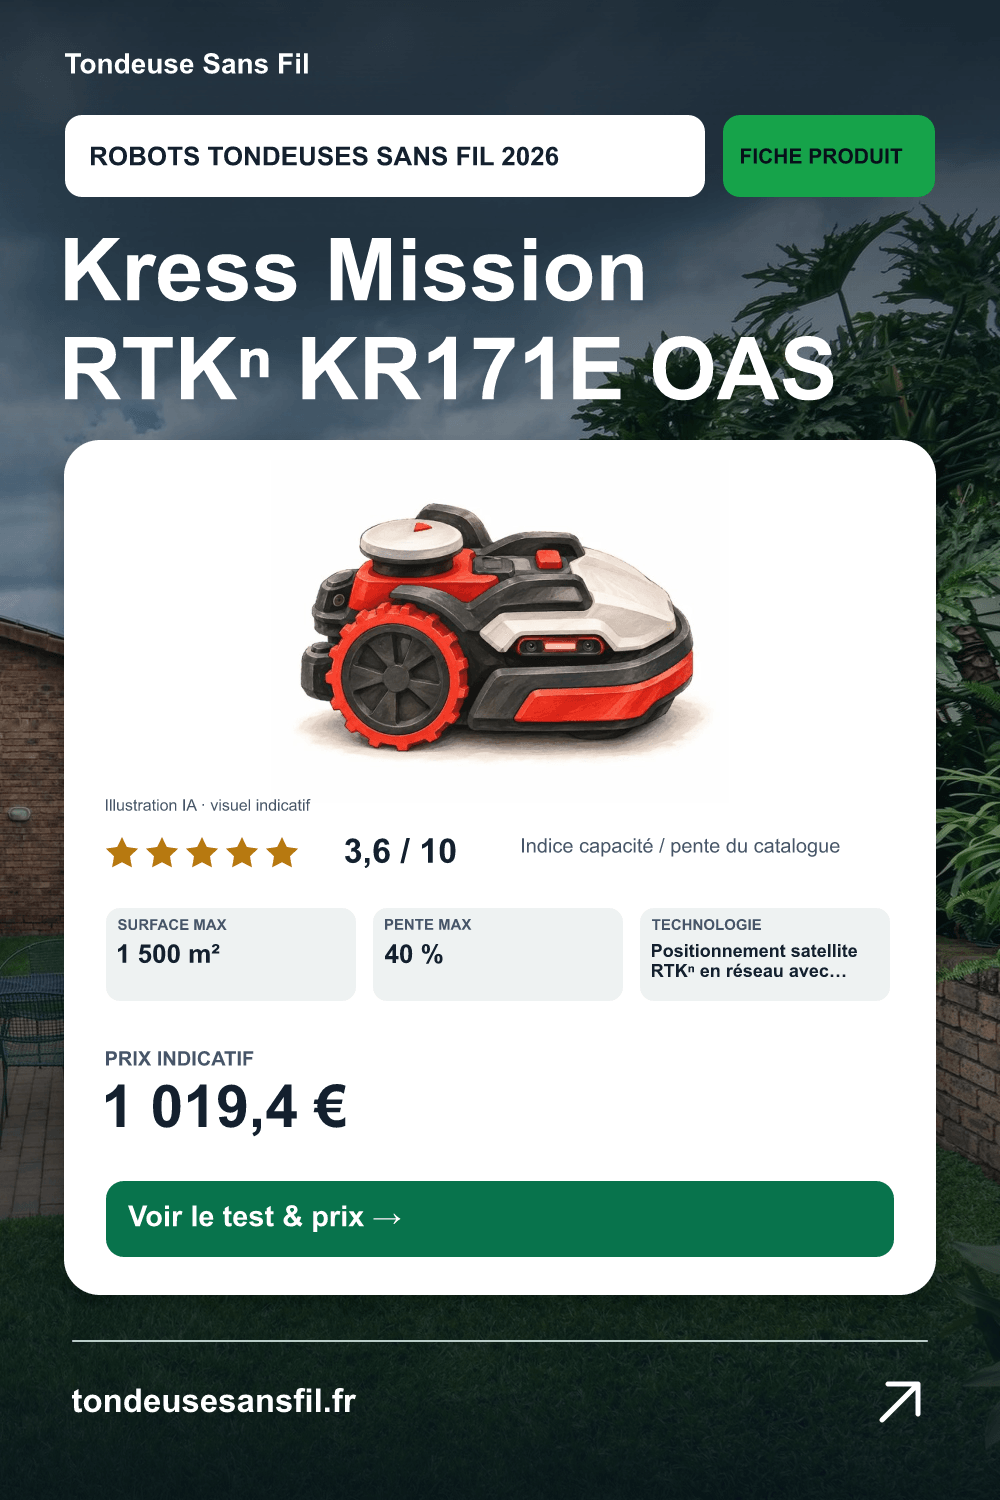 Tondeuse Sans Fil
ROBOTS TONDEUSES SANS FIL 2026
FICHE PRODUIT
Kress Mission
RTKⁿ KR171E OAS
Illustration IA · visuel indicatif
3,6 / 10
Indice capacité / pente du catalogue
SURFACE MAX
1 500 m²
PENTE MAX
40 %
TECHNOLOGIE
Positionnement satellite
RTKⁿ en réseau avec…
PRIX INDICATIF
1 019,4 €
Voir le test & prix →
tondeusesansfil.fr